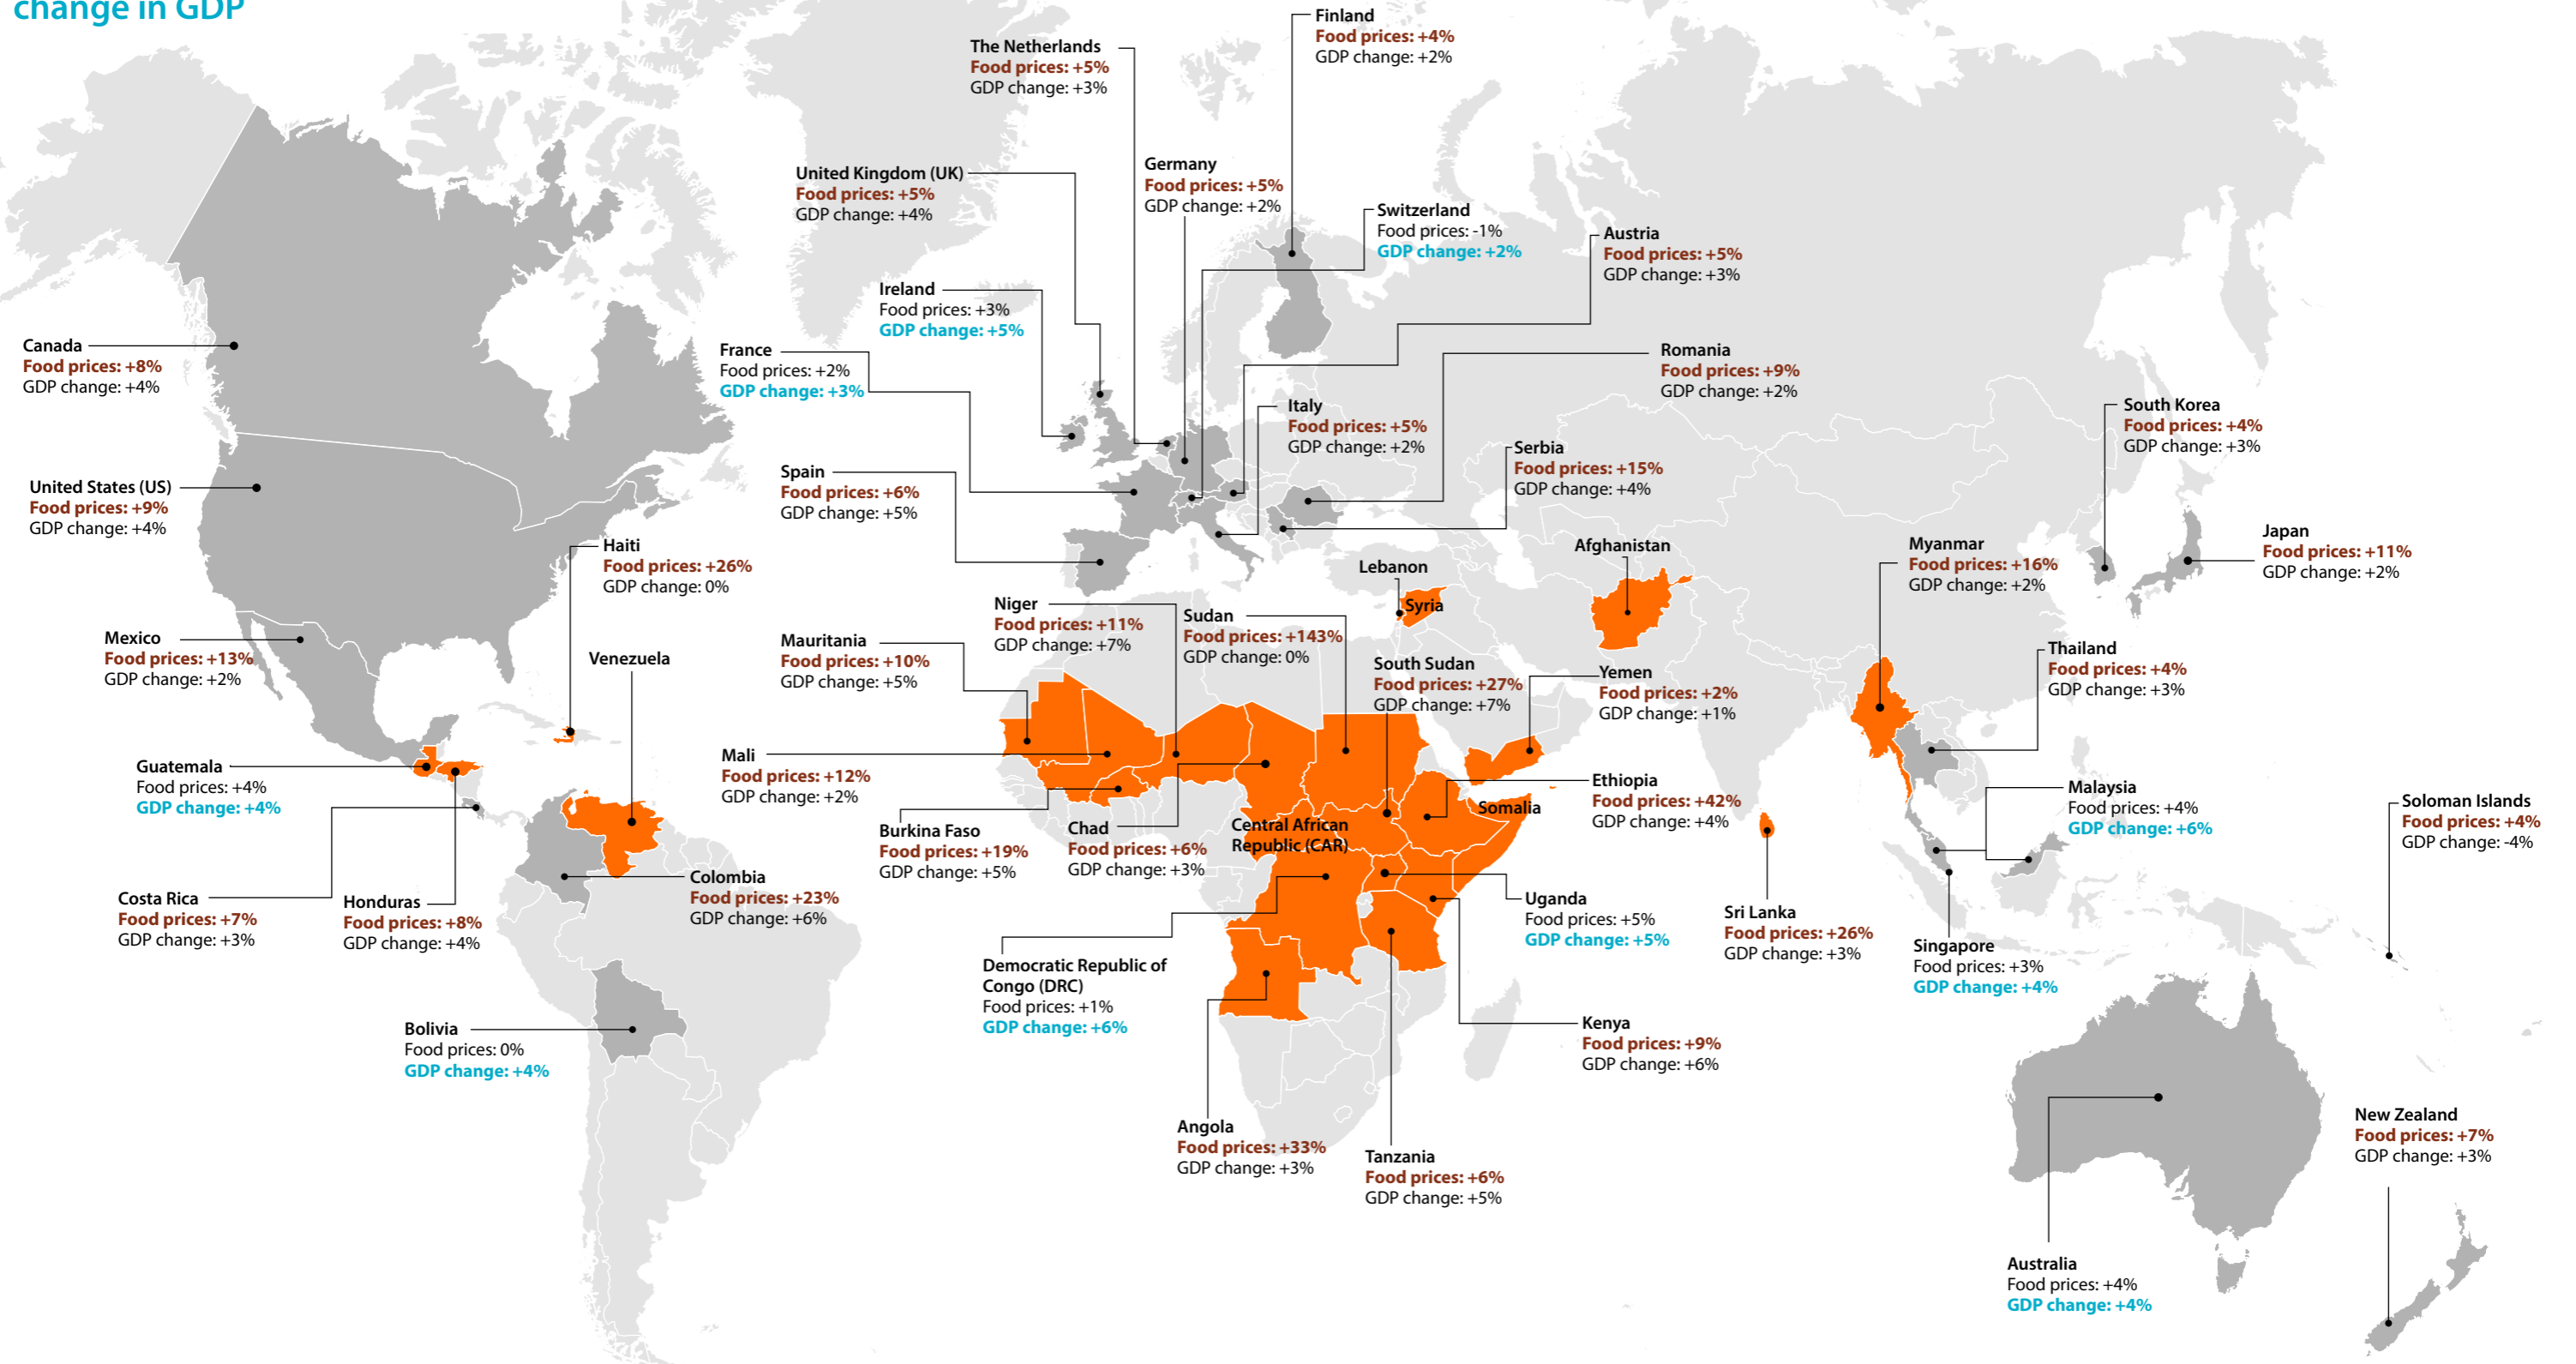 change in GDP
Finland
Food prices: +4%
GDP change: +2%
The Netherlands
Food prices: +5%
GDP change: +3%
United Kingdom (UK)
Food prices: +5%
GDP change: +4%
Germany
Food prices: +5%
GDP change: +2%
Switzerland
Food prices: -1%
GDP change: +2%
Austria
Food prices: +5%
GDP change: +3%
Ireland
Food prices: +3%
GDP change: +5%
Canada
Food prices: +8%
GDP change: +4%
France
Food prices: +2%
GDP change: +3%
Romania
Food prices: +9%
GDP change: +2%
Italy
Food prices: +5%
GDP change: +2%
South Korea
Food prices: +4%
GDP change: +3%
Serbia
Food prices: +15%
GDP change: +4%
Spain
Food prices: +6%
GDP change: +5%
United States (US)
Food prices: +9%
GDP change: +4%
Haiti
Food prices: +26%
GDP change: 0%
Lebanon
Syria
Afghanistan
Myanmar
Food prices: +16%
GDP change: +2%
Japan
Food prices: +11%
GDP change: +2%
Mexico
Food prices: +13%
GDP change: +2%
Venezuela
Mauritania
Food prices: +10%
GDP change: +5%
Niger
Food prices: +11%
GDP change: +7%
Sudan
Food prices: +143%
GDP change: 0%
South Sudan
Food prices: +27%
GDP change: +7%
Yemen
Food prices: +2%
GDP change: +1%
Thailand
Food prices: +4%
GDP change: +3%
Guatemala
Food prices: +4%
GDP change: +4%
Mali
Food prices: +12%
GDP change: +2%
Burkina Faso
Food prices: +19%
GDP change: +5%
Chad
Food prices: +6%
GDP change: +3%
Central African
Republic (CAR)
Ethiopia
Food prices: +42%
GDP change: +4%
Somalia
Malaysia
Food prices: +4%
GDP change: +6%
Soloman Islands
Food prices: +4%
GDP change: -4%
Costa Rica
Food prices: +7%
GDP change: +3%
Honduras
Food prices: +8%
GDP change: +4%
Colombia
Food prices: +23%
GDP change: +6%
Uganda
Food prices: +5%
GDP change: +5%
Sri Lanka
Food prices: +26%
GDP change: +3%
Singapore
Food prices: +3%
GDP change: +4%
Democratic Republic of
Congo (DRC)
Food prices: +1%
GDP change: +6%
Bolivia
Food prices: 0%
GDP change: +4%
Kenya
Food prices: +9%
GDP change: +6%
Angola
Food prices: +33%
GDP change: +3%
Tanzania
Food prices: +6%
GDP change: +5%
New Zealand
Food prices: +7%
GDP change: +3%
Australia
Food prices: +4%
GDP change: +4%